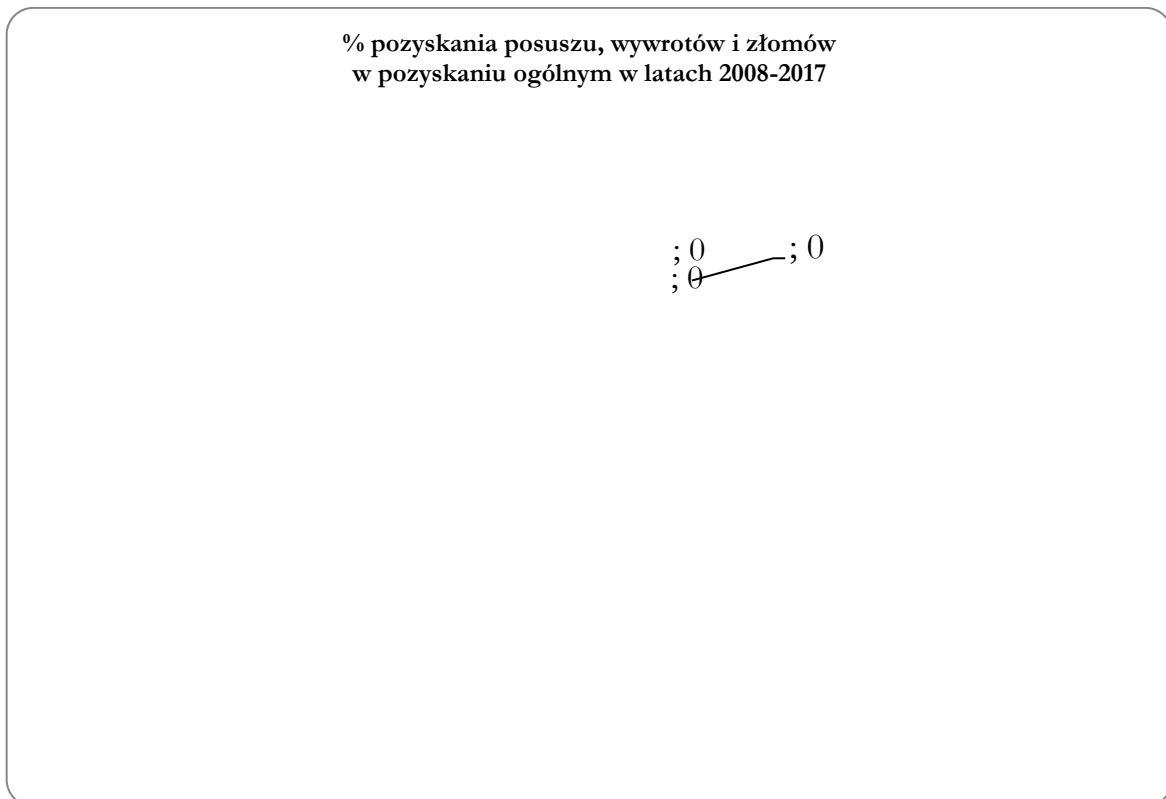 % pozyskania posuszu, wywrotów i złomów
w pozyskaniu ogólnym w latach 2008-2017
; 0
; 0
; 0